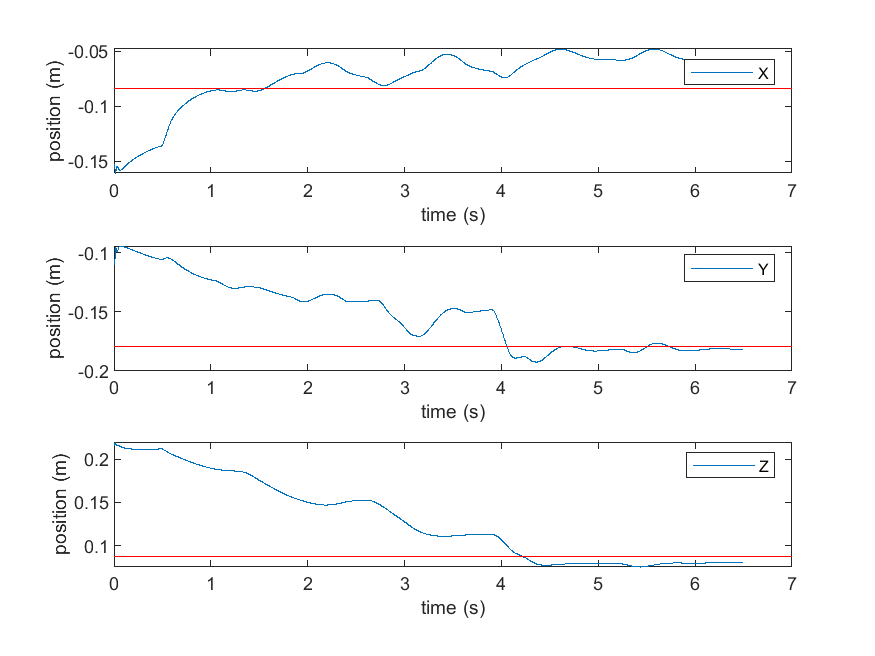 position (m)
-0.05
-0.1
-0.15
X
0 1 2 3 4 5 6 7
time (s)
position (m)
-0.1
-0.15
-0.2
Y
0 1 2 3 4 5 6 7
time (s)
position (m)
0.2
0.15
0.1
Z
0 1 2 3 4 5 6 7
time (s)